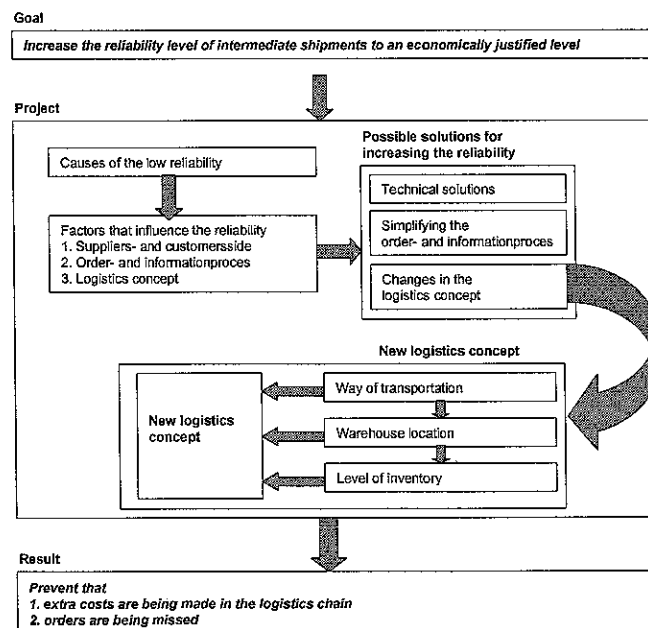 Goal
Increase the reliability level of intermediate shipments to an economically justified level
Project
Possible solutions for
increasing the reliability
Causes of the low reliability
Technical solutions
Factors that influence the reliability
1. Suppliers- and customersside
2. Order- and informationproces
3. Logistics concept
Simplifying the
order- and informationproces
Changes in the
logistics concept
New logistics concept
Way of transportation
New logistics
concept
Warehouse location
Level of inventory
Result
Prevent that
1. extra costs are being made in the logistics chain
2. orders are being missed